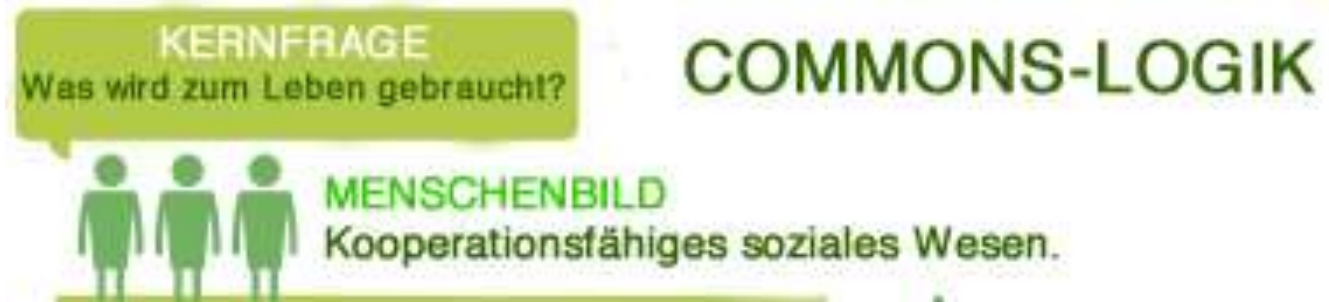 KERNFRAGE
Was wird zum Leben gebraucht?
COMMONS-LOGIK
MENSCHENBILD
Kooperationsfähiges soziales Wesen.